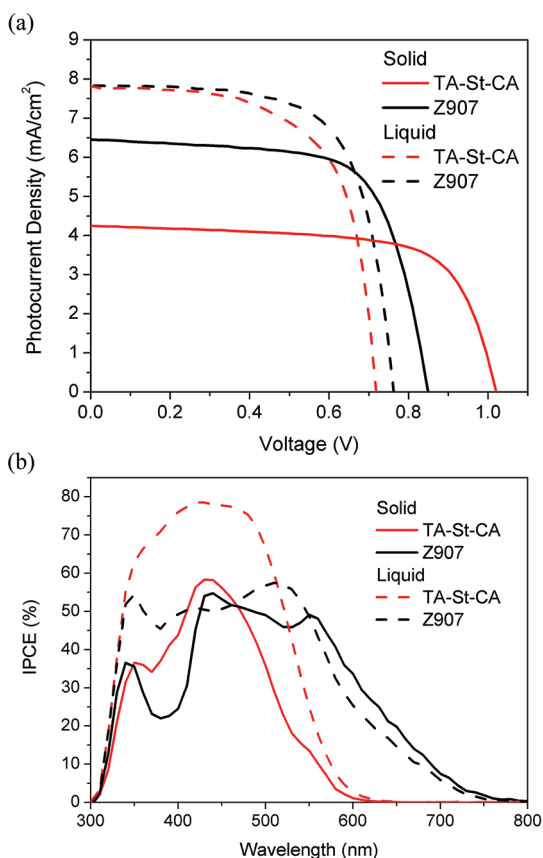 (a)
9
8
7
6
5
4
3
2
1
0
Photocurrent Density (mA/cm²)
Solid
TA-St-CA
Z907
Liquid
TA-St-CA
Z907
0.0 0.2 0.4 0.6 0.8 1.0
Voltage (V)
(b)
80
70
60
50
40
30
20
10
0
IPCE (%)
Solid
TA-St-CA
Z907
Liquid
TA-St-CA
Z907
300 400 500 600 700 800
Wavelength (nm)